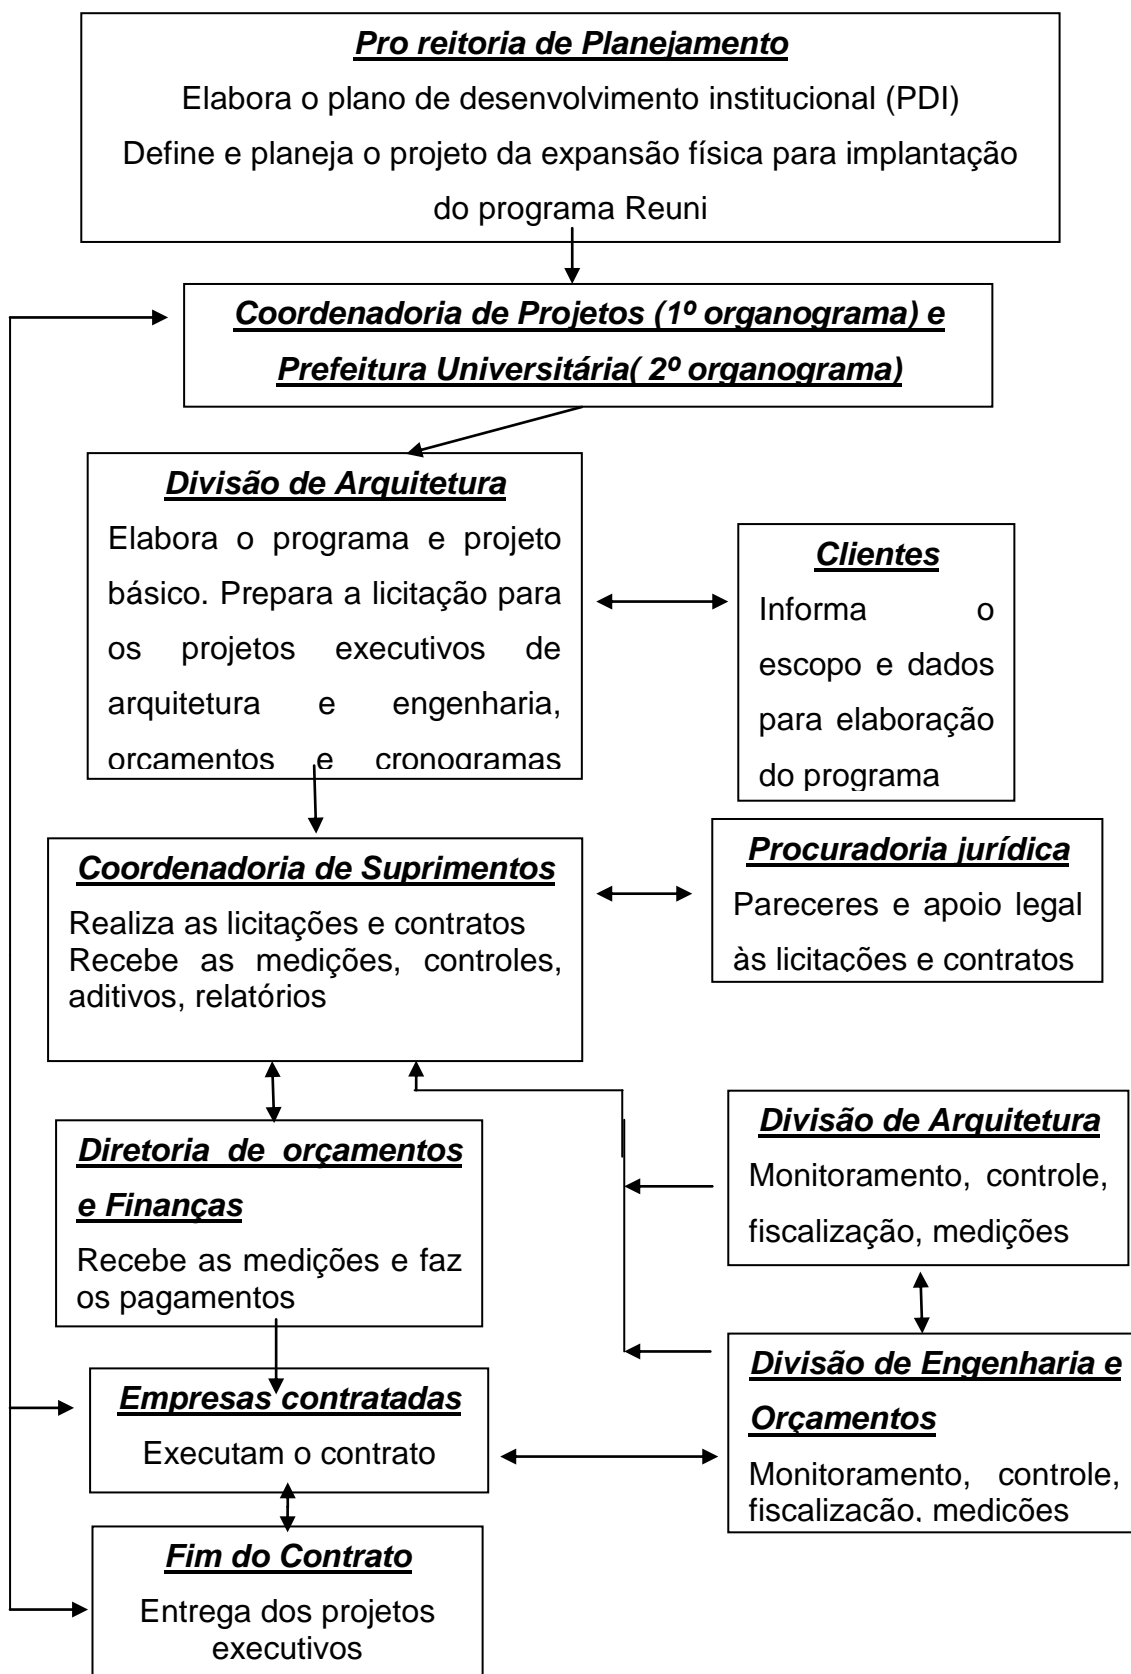 Pro reitoria de Planejamento
Elabora o plano de desenvolvimento institucional (PDI)
Define e planeja o projeto da expansão física para implantação
do programa Reuni
Coordenadoria de Projetos (1º organograma) e
Prefeitura Universitária( 2º organograma)
Divisão de Arquitetura
Elabora o programa e projeto
básico. Prepara a licitação para
os projetos executivos de
arquitetura e engenharia,
orçamentos e cronogramas
Clientes
Informa o
escopo e dados
para elaboração
do programa
Coordenadoria de Suprimentos
Realiza as licitações e contratos
Recebe as medições, controles,
aditivos, relatórios
Procuradoria jurídica
Pareceres e apoio legal
às licitações e contratos
Diretoria de orçamentos
e Finanças
Recebe as medições e faz
os pagamentos
Divisão de Arquitetura
Monitoramento, controle,
fiscalização, medições
Empresas contratadas
Executam o contrato
Divisão de Engenharia e
Orçamentos
Monitoramento, controle,
fiscalização, medições
Fim do Contrato
Entrega dos projetos
executivos